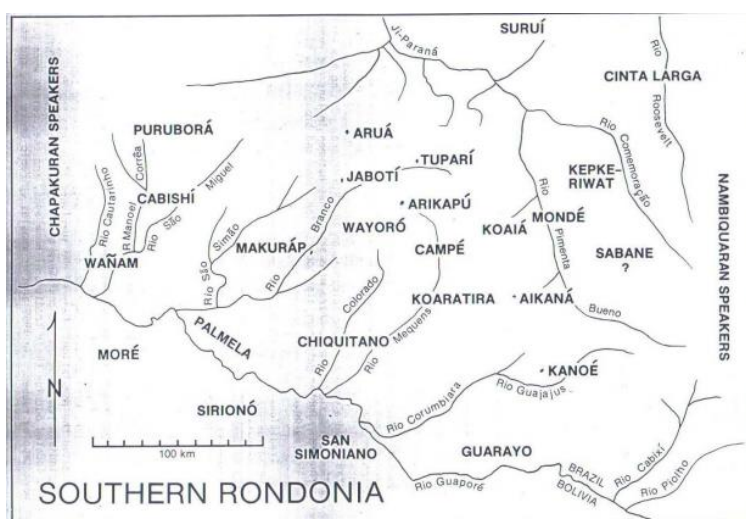 SURUÍ
Ji-Paraná
CINTA LARGA
Rio Roosevelt
CHAPAKURAN SPEAKERS
PURUBORÁ
ARUÁ
Rio Comemoração
TUPARÍ
Corrêa
Miguel
JABOTÍ
KEPKE-
RIWAT
Rio Cautarinho
CABISHÍ
R.Manoel
Rio São
ARIKAPÚ
Rio Pimenta Bueno
MONDÉ
KOAIÁ
NAMBIQUARAN SPEAKERS
Rio São Simão
MAKURÁP
Rio Branco
WAYORÓ
CAMPÉ
SABANE
?
WAÑAM
KOARATIRA
AIKANÁ
Rio Colorado
PALMELA
CHIQUITANO
Rio Mequens
MORÉ
KANOÉ
N
Rio Guajajus
SIRIONÓ
Rio Corumbiara
100 km
SAN
SIMONIANO
GUARAYO
BRAZIL
BOLIVIA
Rio Cabixí
Rio Piolho
Rio Guaporé
SOUTHERN RONDONIA